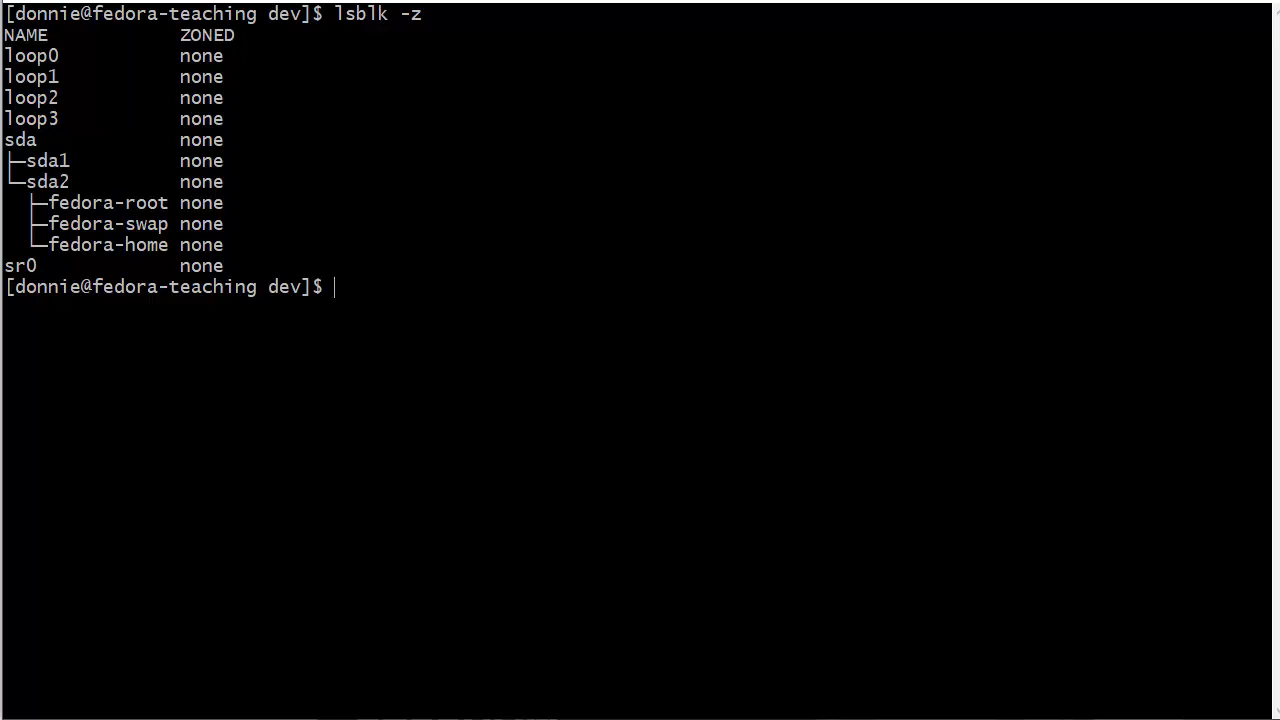 [donnie@fedora-teaching dev]$ lsblk -z
NAME            ZONED
loop0           none
loop1           none
loop2           none
loop3           none
sda             none
├─sda1          none
└─sda2          none
  ├─fedora-root none
  ├─fedora-swap none
  └─fedora-home none
sr0             none
[donnie@fedora-teaching dev]$